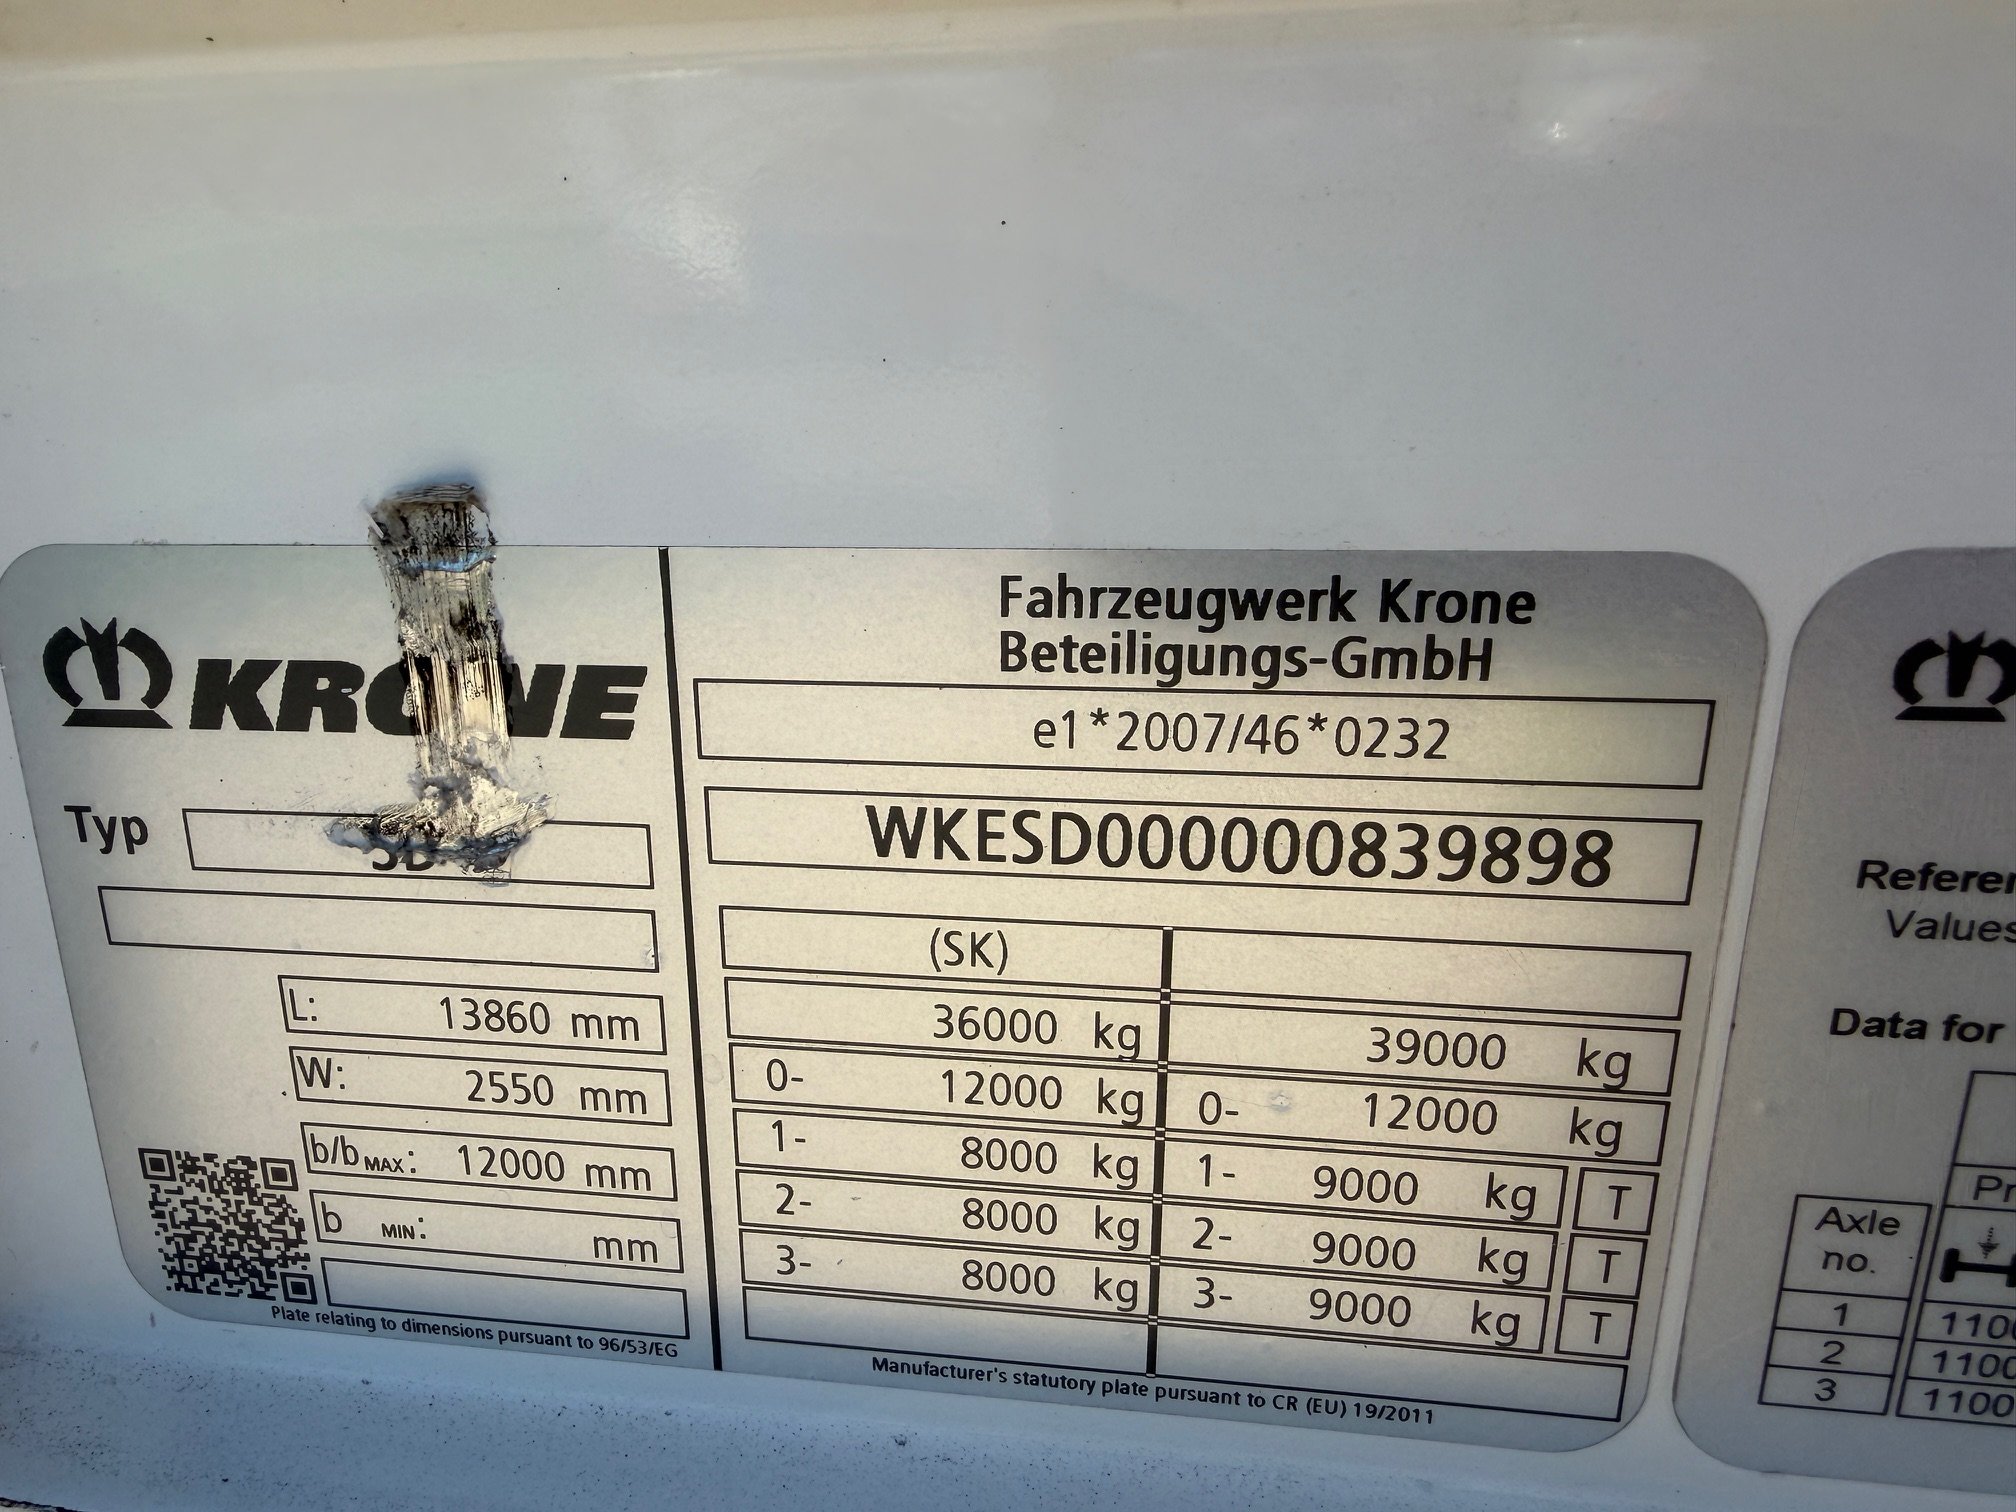 KRONE
Typ
L: 13860 mm
W: 2550 mm
b/b MAX: 12000 mm
b MIN: mm
Plate relating to dimensions pursuant to 96/53/EG
Fahrzeugwerk Krone
Beteiligungs-GmbH
e1*2007/46*0232
WKESD000000839898
(SK)
36000 kg 39000 kg
0- 12000 kg 0- 12000 kg
1- 8000 kg 1- 9000 kg T
2- 8000 kg 2- 9000 kg T
3- 8000 kg 3- 9000 kg T
Manufacturer's statutory plate pursuant to CR (EU) 19/2011
Values
Data for
Axle
no.
1
2
3